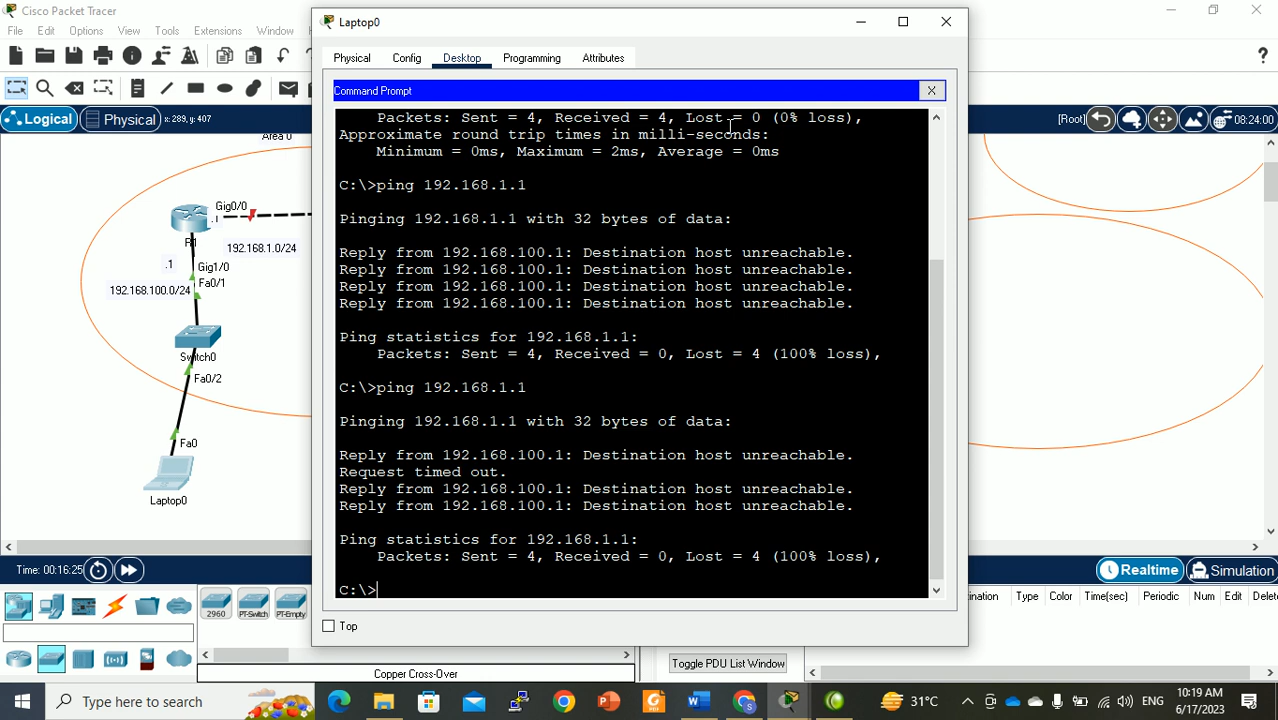 Cisco Packet Tracer
File Edit Options View Tools Extensions Window
Logical Physical x: 289, y: 407
[Root] 08:24:00
Area 0
Gig0/0
.1
R1
192.168.1.0/24
.1
Gig1/0
Fa0/1
192.168.100.0/24
Switch0
Fa0/2
Fa0
Laptop0
Laptop0
Physical Config Desktop Programming Attributes
Command Prompt X
Packets: Sent = 4, Received = 4, Lost = 0 (0% loss),
Approximate round trip times in milli-seconds:
Minimum = 0ms, Maximum = 2ms, Average = 0ms
C:\>ping 192.168.1.1
Pinging 192.168.1.1 with 32 bytes of data:
Reply from 192.168.100.1: Destination host unreachable.
Reply from 192.168.100.1: Destination host unreachable.
Reply from 192.168.100.1: Destination host unreachable.
Reply from 192.168.100.1: Destination host unreachable.
Ping statistics for 192.168.1.1:
Packets: Sent = 4, Received = 0, Lost = 4 (100% loss),
C:\>ping 192.168.1.1
Pinging 192.168.1.1 with 32 bytes of data:
Reply from 192.168.100.1: Destination host unreachable.
Request timed out.
Reply from 192.168.100.1: Destination host unreachable.
Reply from 192.168.100.1: Destination host unreachable.
Ping statistics for 192.168.1.1:
Packets: Sent = 4, Received = 0, Lost = 4 (100% loss),
C:\>
Top
Time: 00:16:25
Realtime Simulation
2960 PT-Switch PT-Empty
ination Type Color Time(sec) Periodic Num Edit Delet
Toggle PDU List Window
Copper Cross-Over
Type here to search
31°C ENG 10:19 AM
6/17/2023